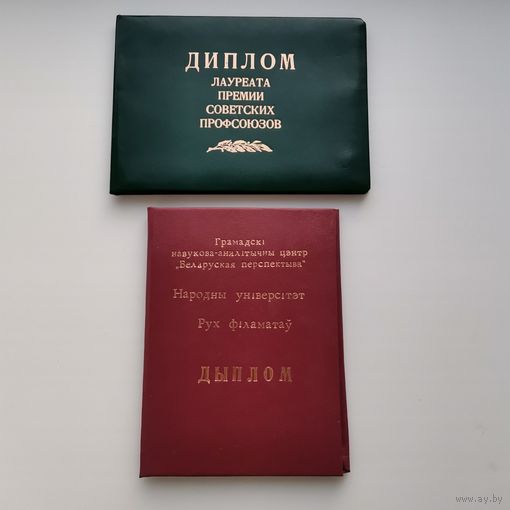 ДИПЛОМ
ЛАУРЕАТА
ПРЕМИИ
СОВЕТСКИХ
ПРОФСОЮЗОВ
Грамадскі
навукова-аналітычны цэнтр
„Беларуская перспектыва"
Народны універсітэт
Рух філаматаў
ДЫПЛОМ
www.ay.by